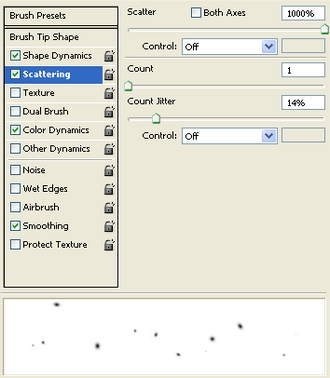 Brush Presets
Brush Tip Shape
Shape Dynamics
Scattering
Texture
Dual Brush
Color Dynamics
Other Dynamics
Noise
Wet Edges
Airbrush
Smoothing
Protect Texture
Scatter Both Axes 1000%
Control: Off
Count 1
Count Jitter 14%
Control: Off